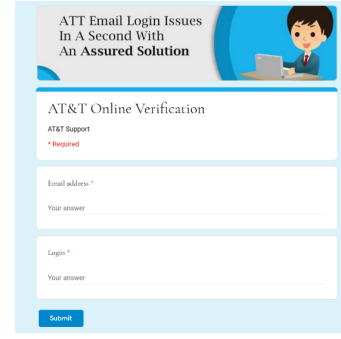 ATT Email Login Issues
In A Second With
An Assured Solution
AT&T Online Verification
AT&T Support
* Required
Email address *
Your answer
Login *
Your answer
Submit